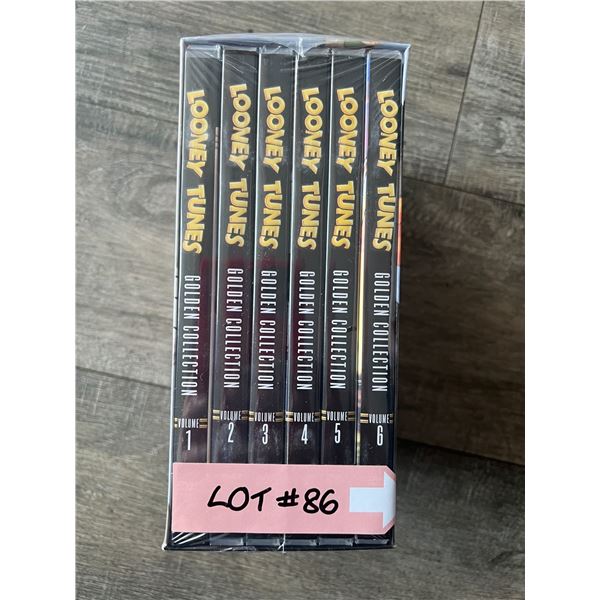 LOONEY TUNES GOLDEN COLLECTION VOLUME 1
LOONEY TUNES GOLDEN COLLECTION VOLUME 2
LOONEY TUNES GOLDEN COLLECTION VOLUME 3
LOONEY TUNES GOLDEN COLLECTION VOLUME 4
LOONEY TUNES GOLDEN COLLECTION VOLUME 5
LOONEY TUNES GOLDEN COLLECTION VOLUME 6
LOT #86